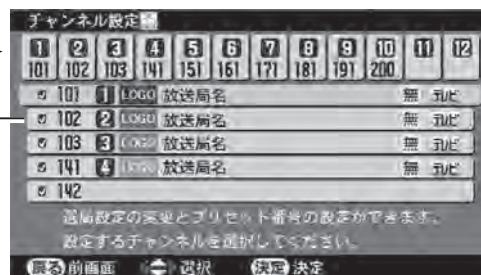 チャンネル設定
1 2 3 4 5 6 7 8 9 10 11 12
101 102 103 141 151 161 171 181 191 200
101 1 LOGO 放送局名 無 テレビ
102 2 LOGO 放送局名 無 テレビ
103 3 LOGO 放送局名 無 テレビ
141 4 LOGO 放送局名 無 テレビ
142
選局設定の変更とプリセット番号の設定ができます。
設定するチャンネルを選択してください。
戻る 前画面 選択 決定 決定